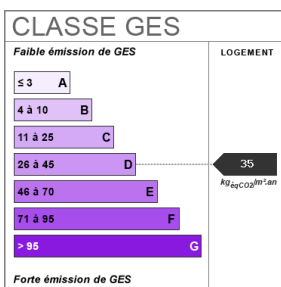 CLASSE GES
Faible émission de GES
LOGEMENT
≤ 3 A
4 à 10 B
11 à 25 C
26 à 45 D
35
kgéqCO2/m².an
46 à 70 E
71 à 95 F
> 95 G
Forte émission de GES